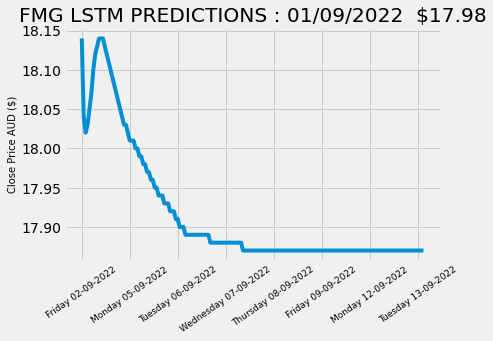 FMG LSTM PREDICTIONS : 01/09/2022  $17.98
18.15
18.10
18.05
18.00
17.95
17.90
Close Price AUD ($)
Friday 02-09-2022
Monday 05-09-2022
Tuesday 06-09-2022
Wednesday 07-09-2022
Thursday 08-09-2022
Friday 09-09-2022
Monday 12-09-2022
Tuesday 13-09-2022